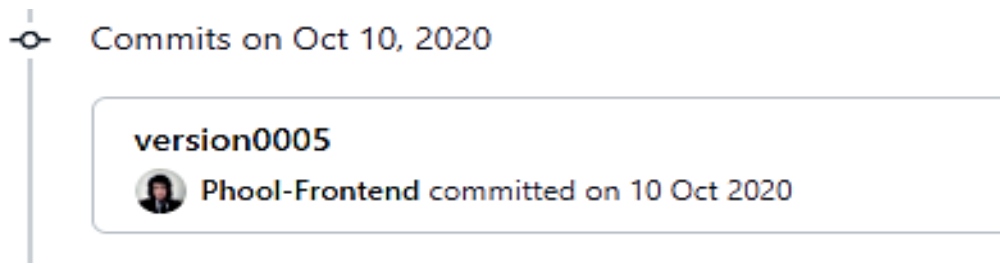 Commits on Oct 10, 2020
version0005
Phool-Frontend committed on 10 Oct 2020